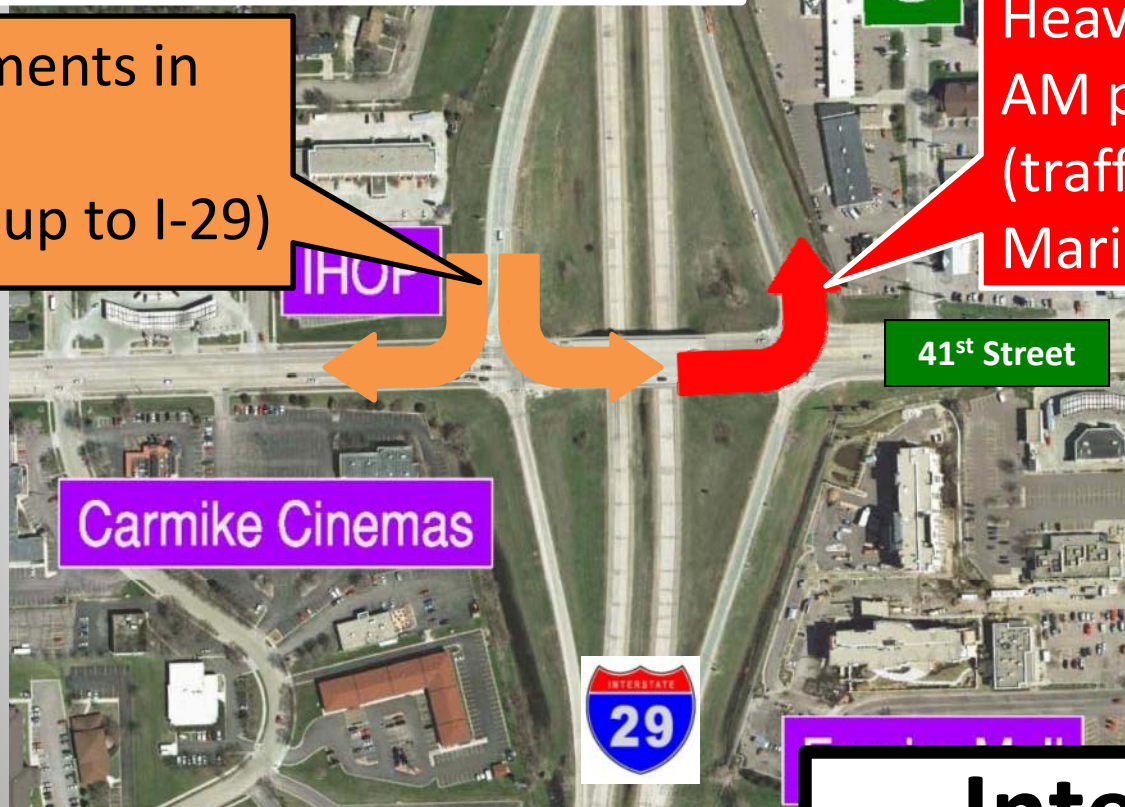 ments in
up to I-29)
Heav
AM p
(traff
Mari
IHOP
41st Street
Carmike Cinemas
INTERSTATE
29
Inte